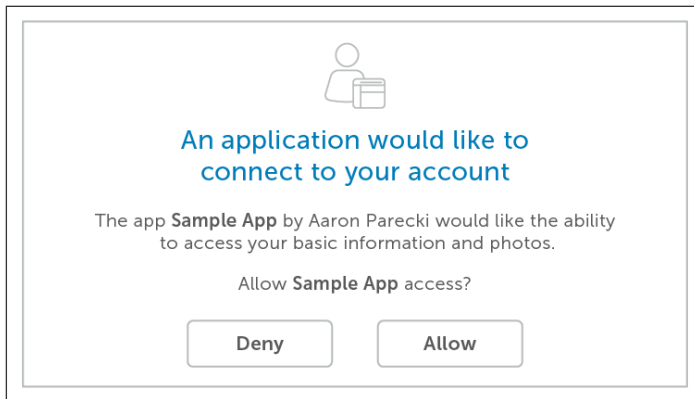 An application would like to
connect to your account
The app Sample App by Aaron Parecki would like the ability
to access your basic information and photos.
Allow Sample App access?
Deny
Allow